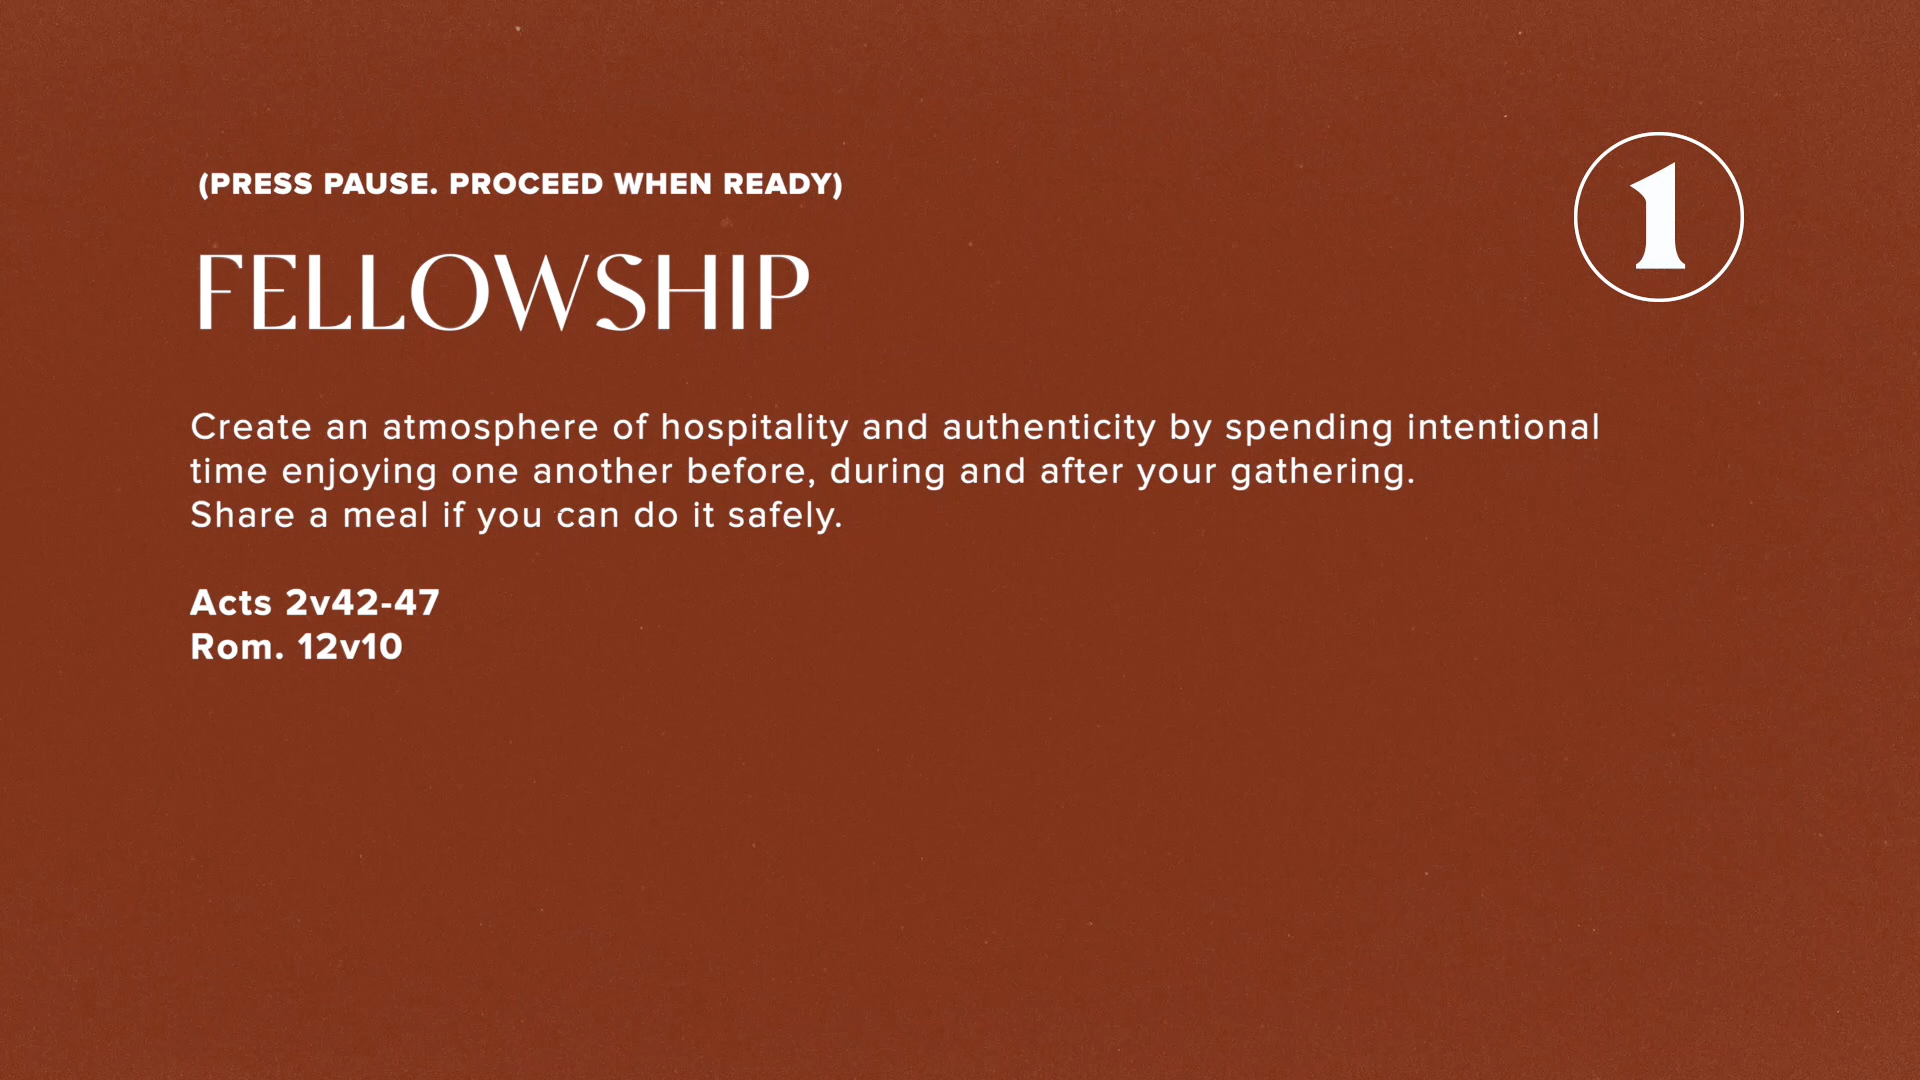 (PRESS PAUSE. PROCEED WHEN READY)
1
FELLOWSHIP
Create an atmosphere of hospitality and authenticity by spending intentional
time enjoying one another before, during and after your gathering.
Share a meal if you can do it safely.
Acts 2v42-47
Rom. 12v10